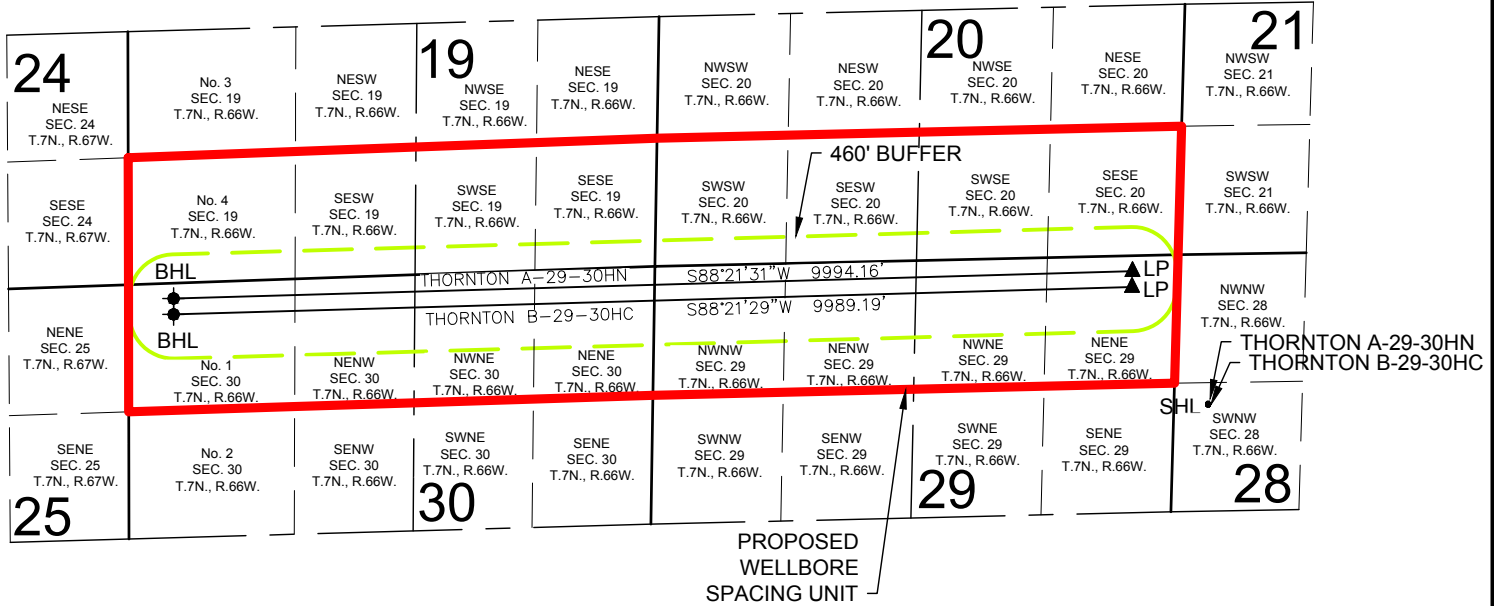 24
NESE
SEC. 24
T.7N., R.67W.
No. 3
SEC. 19
T.7N., R.66W.
NESW
SEC. 19
T.7N., R.66W.
19
NWSE
SEC. 19
T.7N., R.66W.
NESE
SEC. 19
T.7N., R.66W.
NWSW
SEC. 20
T.7N., R.66W.
NESW
SEC. 20
T.7N., R.66W.
20
NWSE
SEC. 20
T.7N., R.66W.
NESE
SEC. 20
T.7N., R.66W.
21
NWSW
SEC. 21
T.7N., R.66W.
460' BUFFER
SESE
SEC. 24
T.7N., R.67W.
No. 4
SEC. 19
T.7N., R.66W.
SESW
SEC. 19
T.7N., R.66W.
SWSE
SEC. 19
T.7N., R.66W.
SESE
SEC. 19
T.7N., R.66W.
SWSW
SEC. 20
T.7N., R.66W.
SESW
SEC. 20
T.7N., R.66W.
SWSE
SEC. 20
T.7N., R.66W.
SESE
SEC. 20
T.7N., R.66W.
SWSW
SEC. 21
T.7N., R.66W.
BHL
THORNTON A-29-30HN S88°21'31"W 9994.16'
LP
BHL
THORNTON B-29-30HC S88°21'29"W 9989.19'
LP
NENE
SEC. 25
T.7N., R.67W.
No. 1
SEC. 30
T.7N., R.66W.
NENW
SEC. 30
T.7N., R.66W.
NWNE
SEC. 30
T.7N., R.66W.
NENE
SEC. 30
T.7N., R.66W.
NWNW
SEC. 29
T.7N., R.66W.
NENW
SEC. 29
T.7N., R.66W.
NWNE
SEC. 29
T.7N., R.66W.
NENE
SEC. 29
T.7N., R.66W.
NWNW
SEC. 28
T.7N., R.66W.
THORNTON A-29-30HN
THORNTON B-29-30HC
SHL
SENE
SEC. 25
T.7N., R.67W.
25
No. 2
SEC. 30
T.7N., R.66W.
SENW
SEC. 30
T.7N., R.66W.
SWNE
SEC. 30
T.7N., R.66W.
30
SENE
SEC. 30
T.7N., R.66W.
SWNW
SEC. 29
T.7N., R.66W.
SENW
SEC. 29
T.7N., R.66W.
SWNE
SEC. 29
T.7N., R.66W.
29
SENE
SEC. 29
T.7N., R.66W.
SWNW
SEC. 28
T.7N., R.66W.
28
PROPOSED
WELLBORE
SPACING UNIT